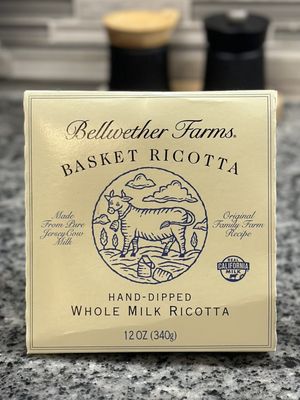 Bellwether Farms.
BASKET RICOTTA
Made
From Pure
Jersey Cow
Milk
Original
Family Farm
Recipe
REAL
CALIFORNIA
MILK
HAND-DIPPED
WHOLE MILK RICOTTA
12 OZ (340g)